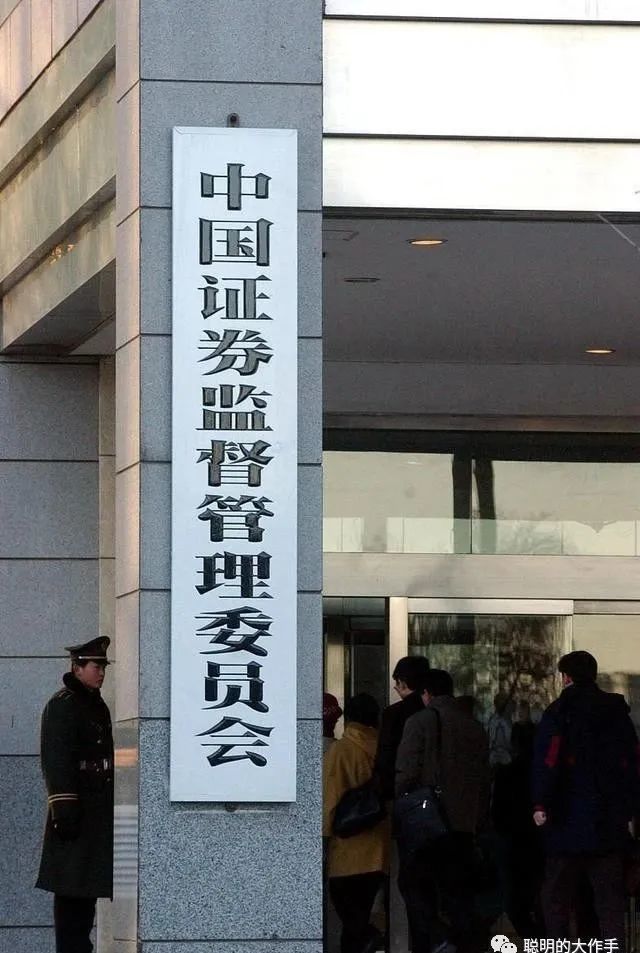 中国证券监督管理委员会
聪明的大作手